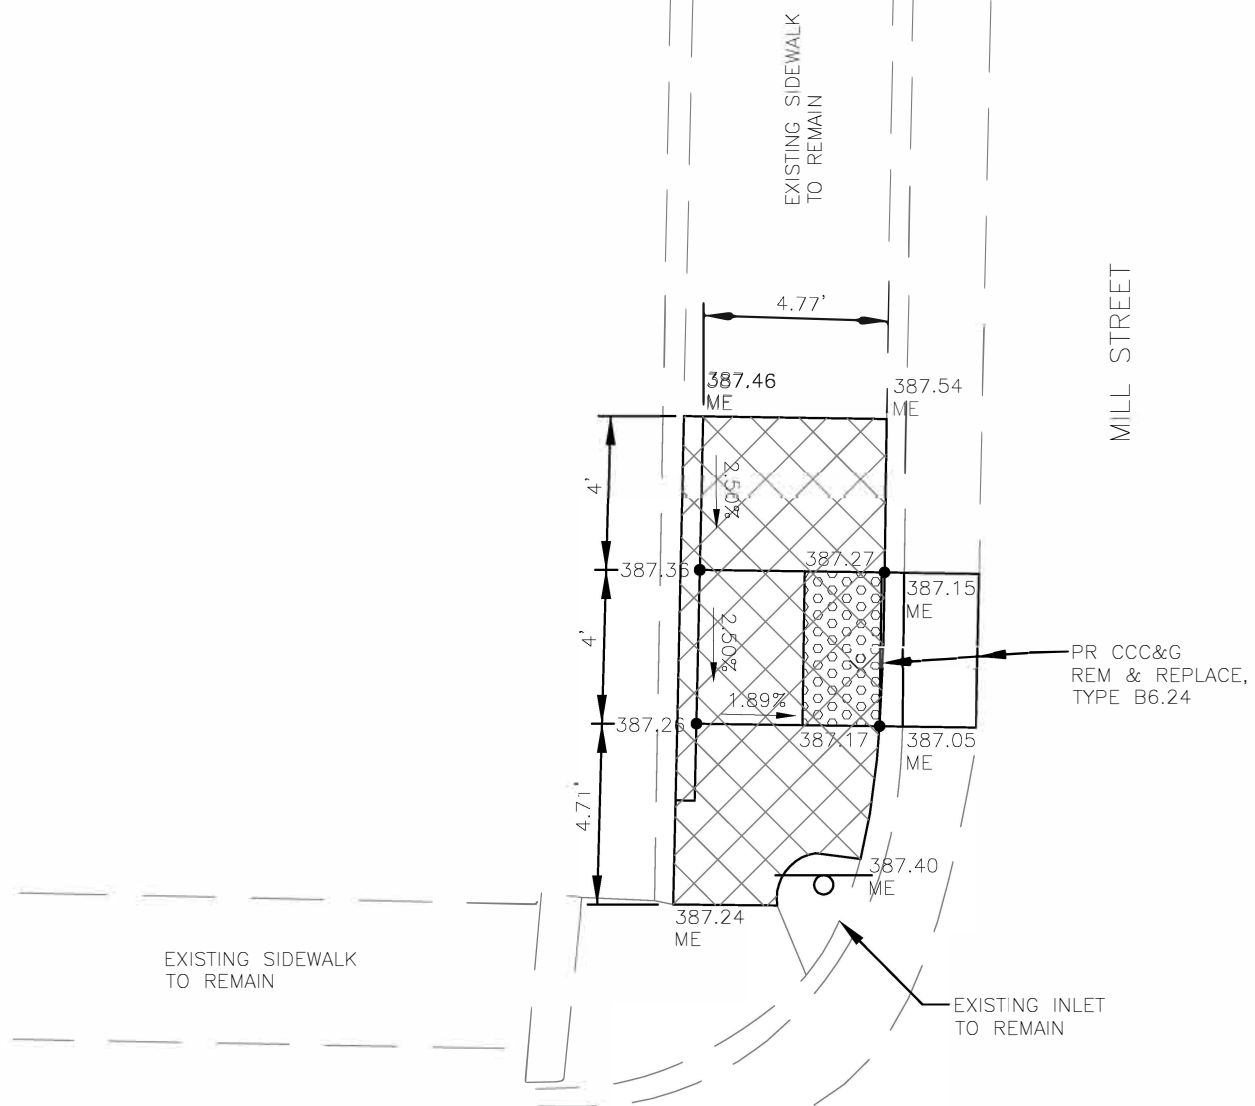 EXISTING SIDEWALK
TO REMAIN
MILL STREET
4.77'
387.46
ME
387.54
ME
4'
2.50%
387.36
387.27
387.15
ME
4'
2.50%
PR CCC&G
REM & REPLACE,
TYPE B6.24
1.89%
387.26
387.17
387.05
ME
4.71'
387.40
ME
387.24
ME
EXISTING SIDEWALK
TO REMAIN
EXISTING INLET
TO REMAIN